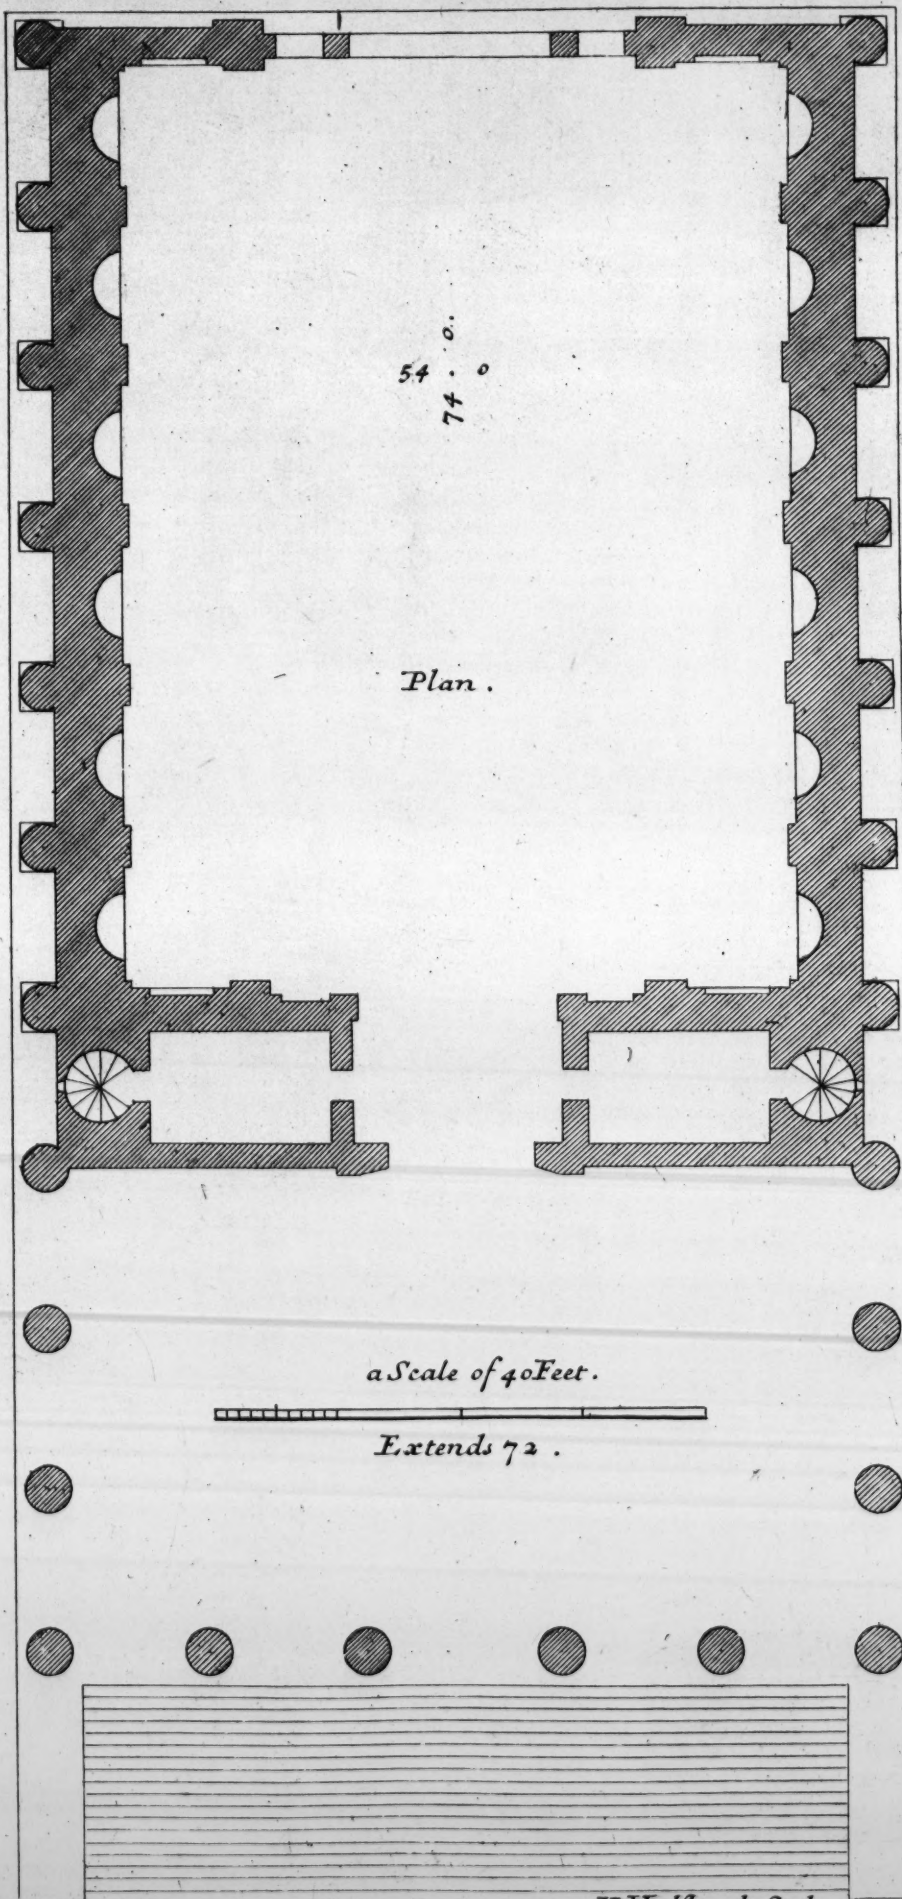 54 . 0
74 . 0 .
Plan .
a Scale of 40 Feet .
Extends 72 .